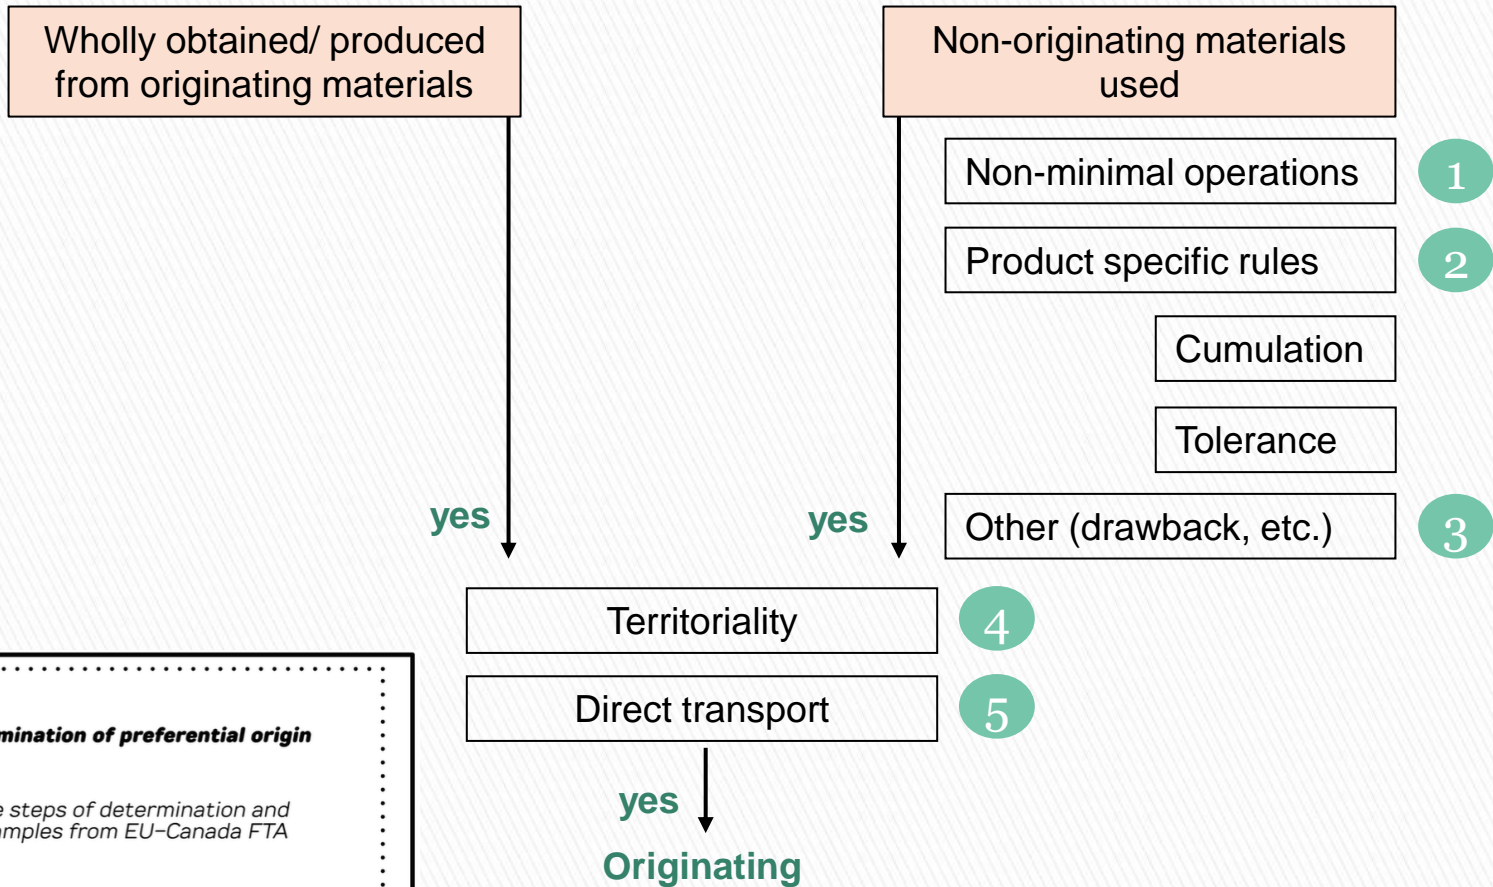 Wholly obtained/ produced
from originating materials
Non-originating materials
used
Non-minimal operations
1
Product specific rules
2
Cumulation
Tolerance
yes
yes
Other (drawback, etc.)
3
Territoriality
4
Direct transport
5
of preferential origin
steps of determination and
from EU-Canada FTA
yes
Originating